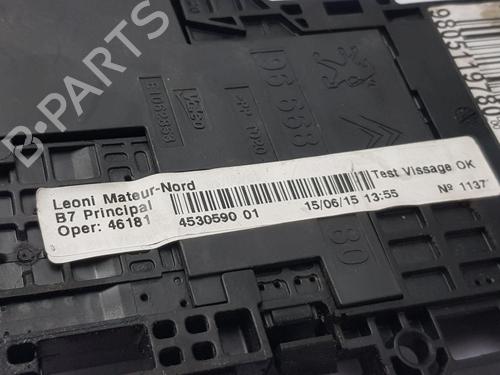 Leoni Mateur-Nord
B7 Principal
Oper: 46181
4530590 01
15/06/15 13:55
Test Vissage OK
Nº 1137
96 668
80
B-PARTS